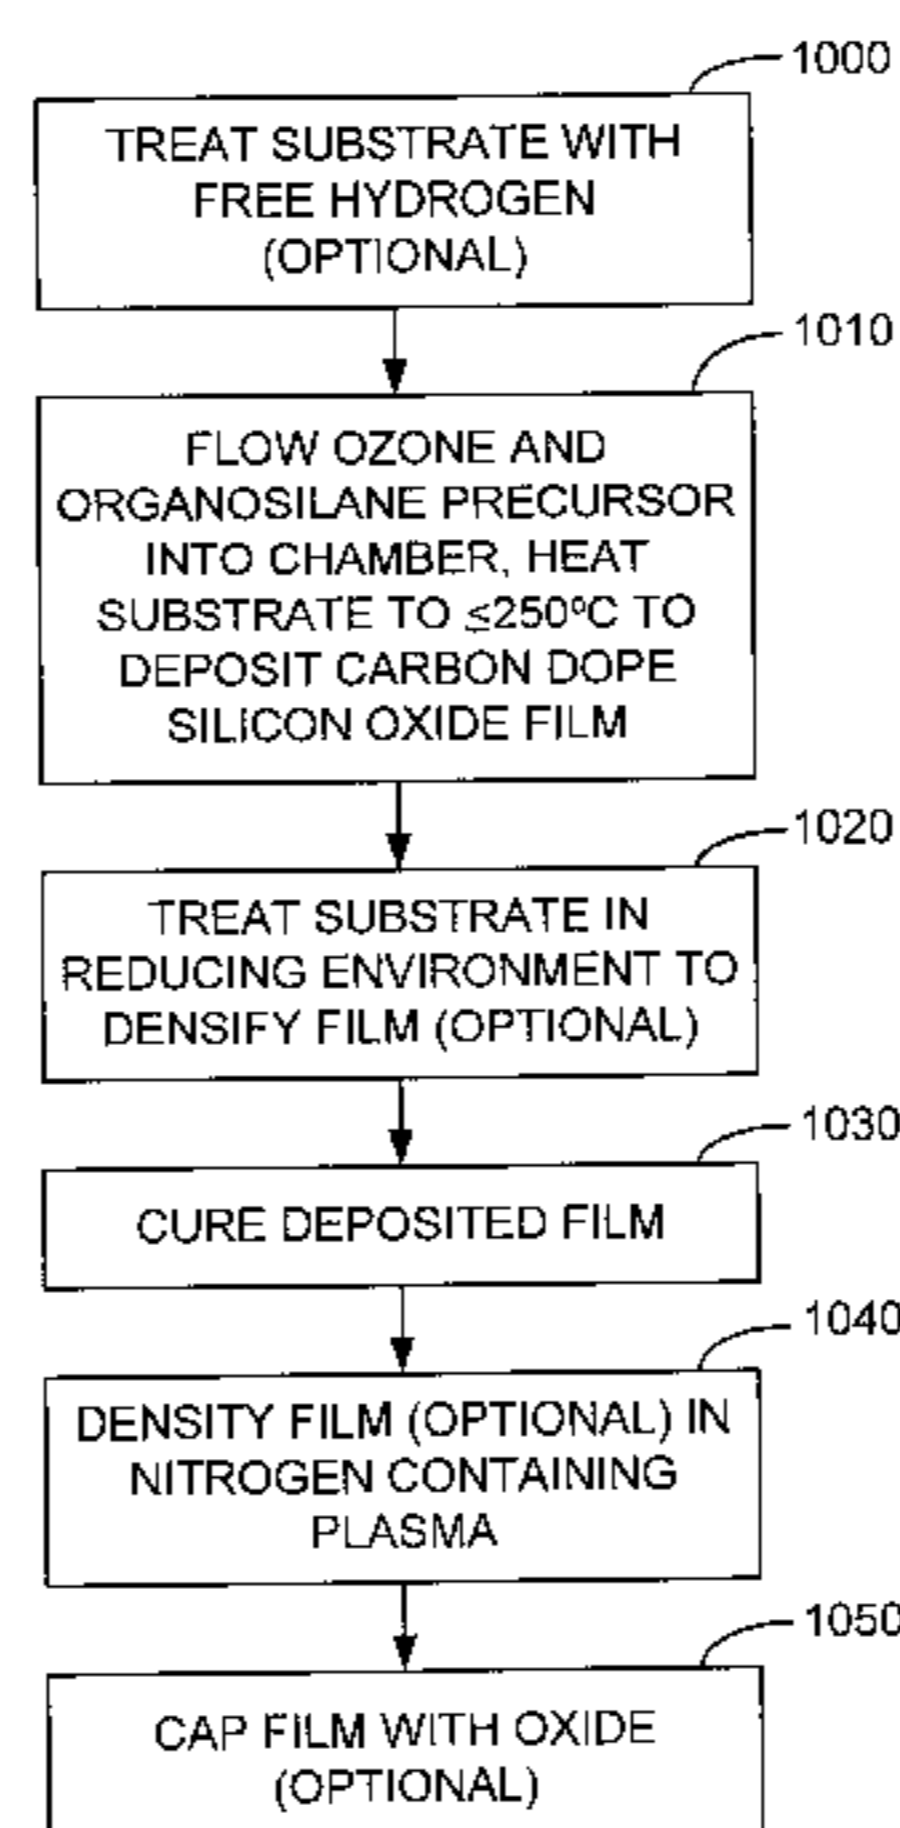 1000
TREAT SUBSTRATE WITH
FREE HYDROGEN
(OPTIONAL)
1010
FLOW OZONE AND
ORGANOSILANE PRECURSOR
INTO CHAMBER, HEAT
SUBSTRATE TO ≤250ºC TO
DEPOSIT CARBON DOPE
SILICON OXIDE FILM
1020
TREAT SUBSTRATE IN
REDUCING ENVIRONMENT TO
DENSIFY FILM (OPTIONAL)
1030
CURE DEPOSITED FILM
1040
DENSITY FILM (OPTIONAL) IN
NITROGEN CONTAINING
PLASMA
1050
CAP FILM WITH OXIDE
(OPTIONAL)